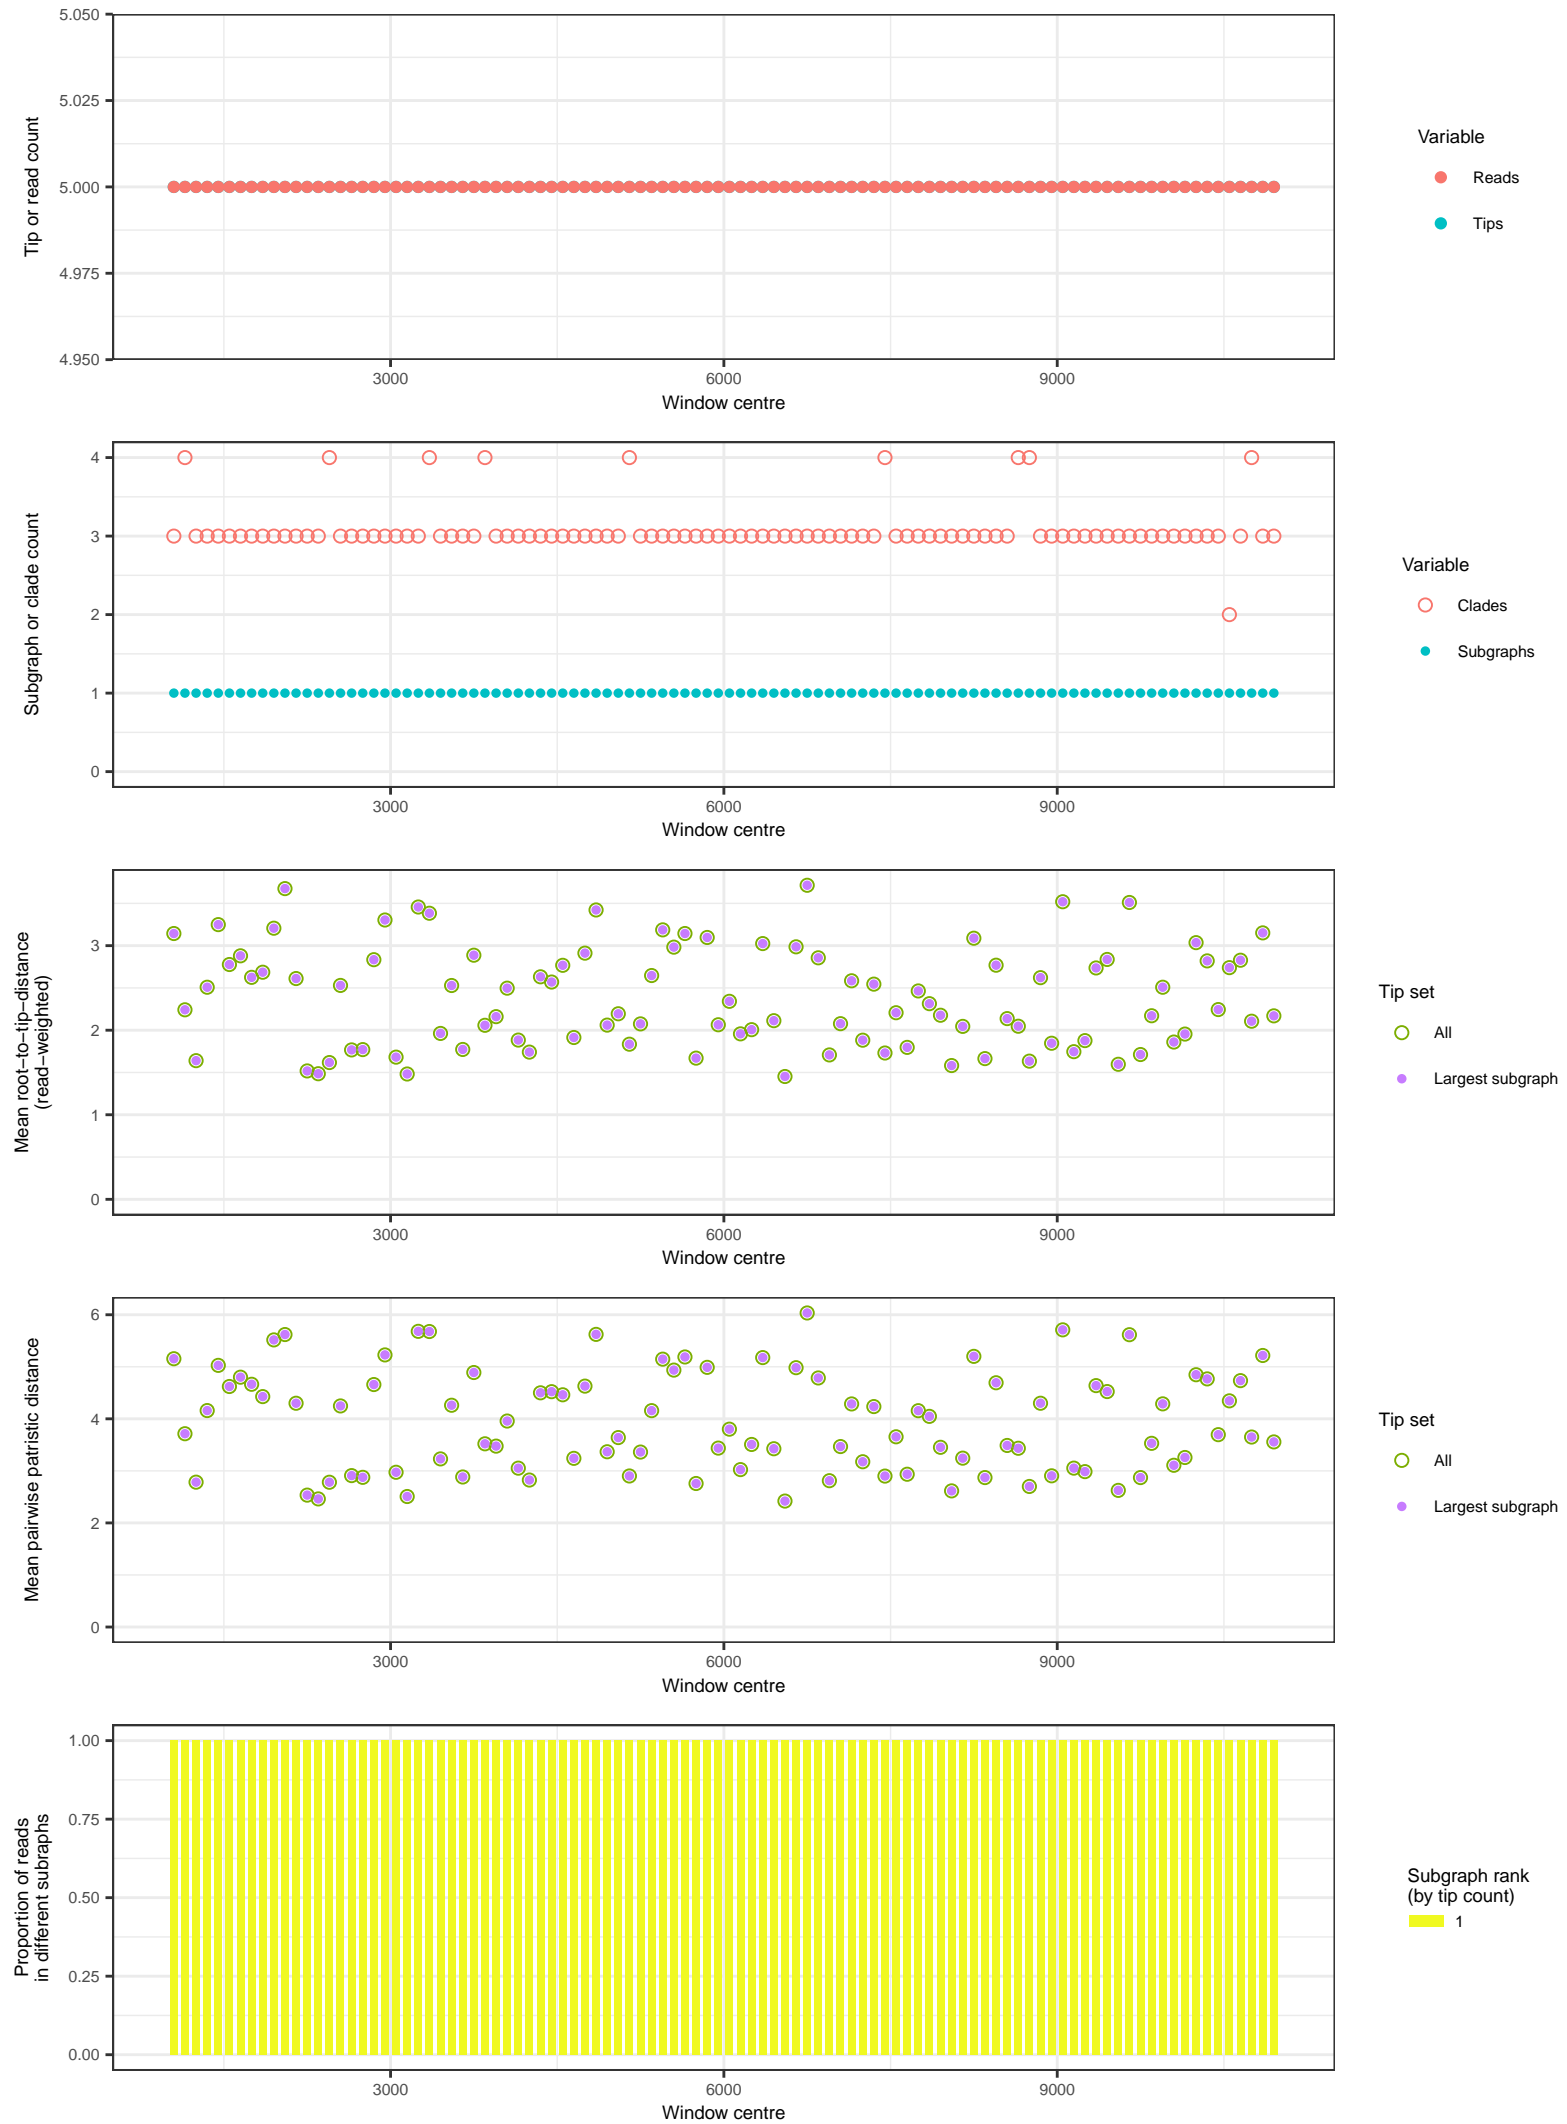 5.050
5.025
5.000
4.975
4.950
Tip or read count
3000 6000 9000
Window centre
Variable
Reads
Tips
4
3
2
1
0
Subgraph or clade count
3000 6000 9000
Window centre
Variable
Clades
Subgraphs
3
2
1
0
Mean root−to−tip−distance
(read−weighted)
3000 6000 9000
Window centre
Tip set
All
Largest subgraph
6
4
2
0
Mean pairwise patristic distance
3000 6000 9000
Window centre
Tip set
All
Largest subgraph
1.00
0.75
0.50
0.25
0.00
Proportion of reads
in different subraphs
3000 6000 9000
Window centre
Subgraph rank
(by tip count)
1